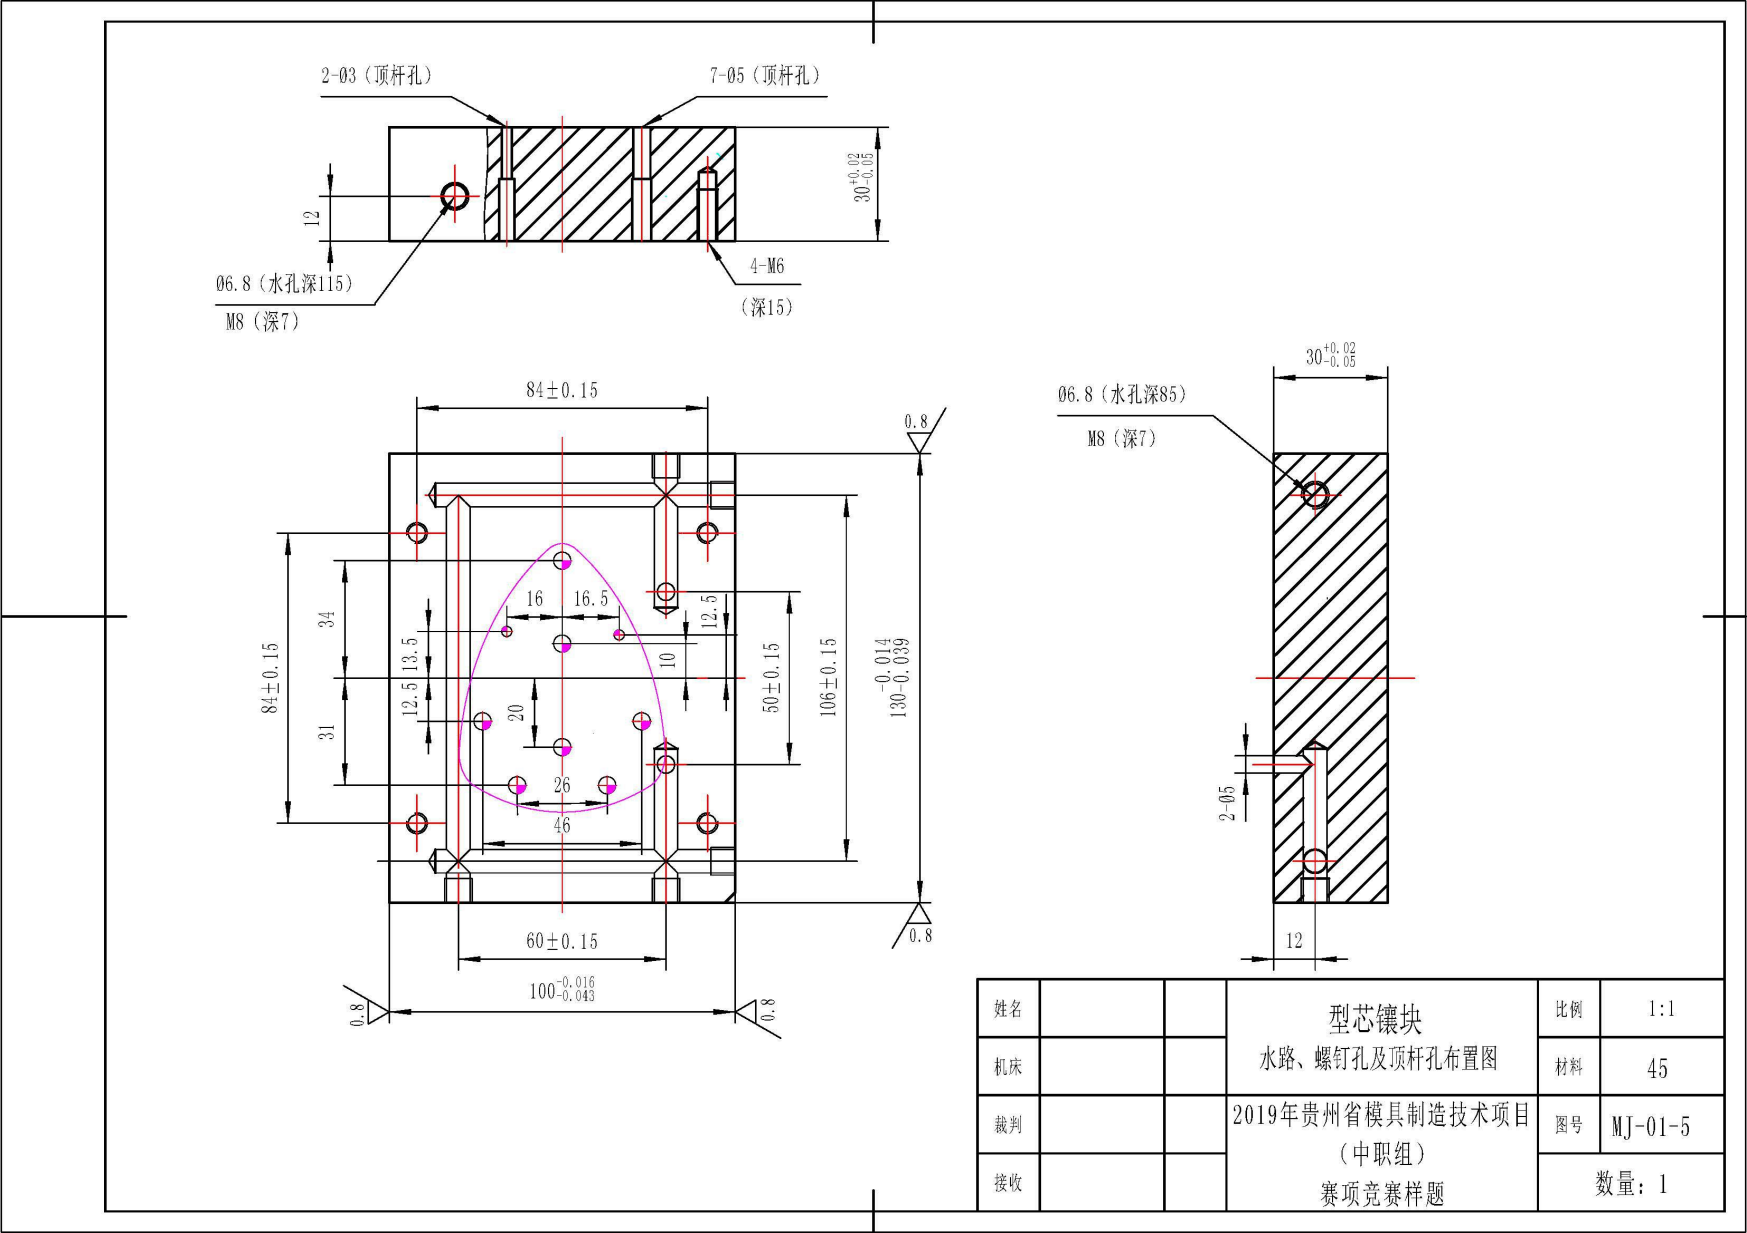 2-Ø3（顶杆孔）
7-Ø5（顶杆孔）
30+0.02-0.05
12
Ø6.8（水孔深115）
M8（深7）
4-M6
（深15）
30+0.02-0.05
Ø6.8（水孔深85）
M8（深7）
84±0.15
0.8
16
16.5
12.5
34
13.5
10
84±0.15
12.5
31
20
50±0.15
106±0.15
130-0.014-0.039
26
46
2-Ø5
0.8
60±0.15
12
100-0.016-0.043
0.8
0.8
姓名
型芯镶块
比例
1:1
机床
水路、螺钉孔及顶杆孔布置图
材料
45
裁判
2019年贵州省模具制造技术项目
图号
MJ-01-5
（中职组）
接收
赛项竞赛样题
数量：1